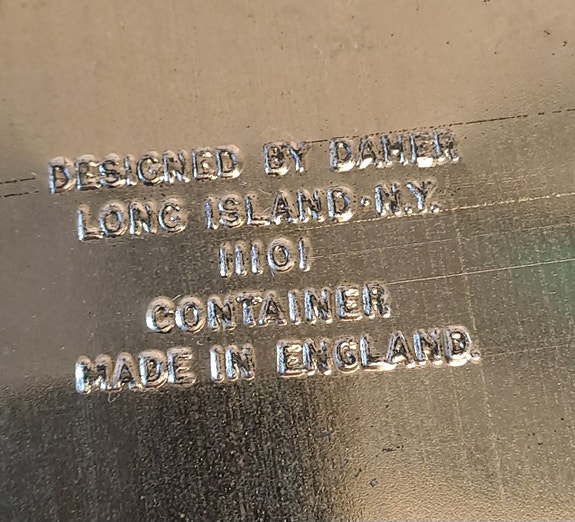 DESIGNED BY DAHER
LONG ISLAND·N.Y.
11101
CONTAINER
MADE IN ENGLAND.